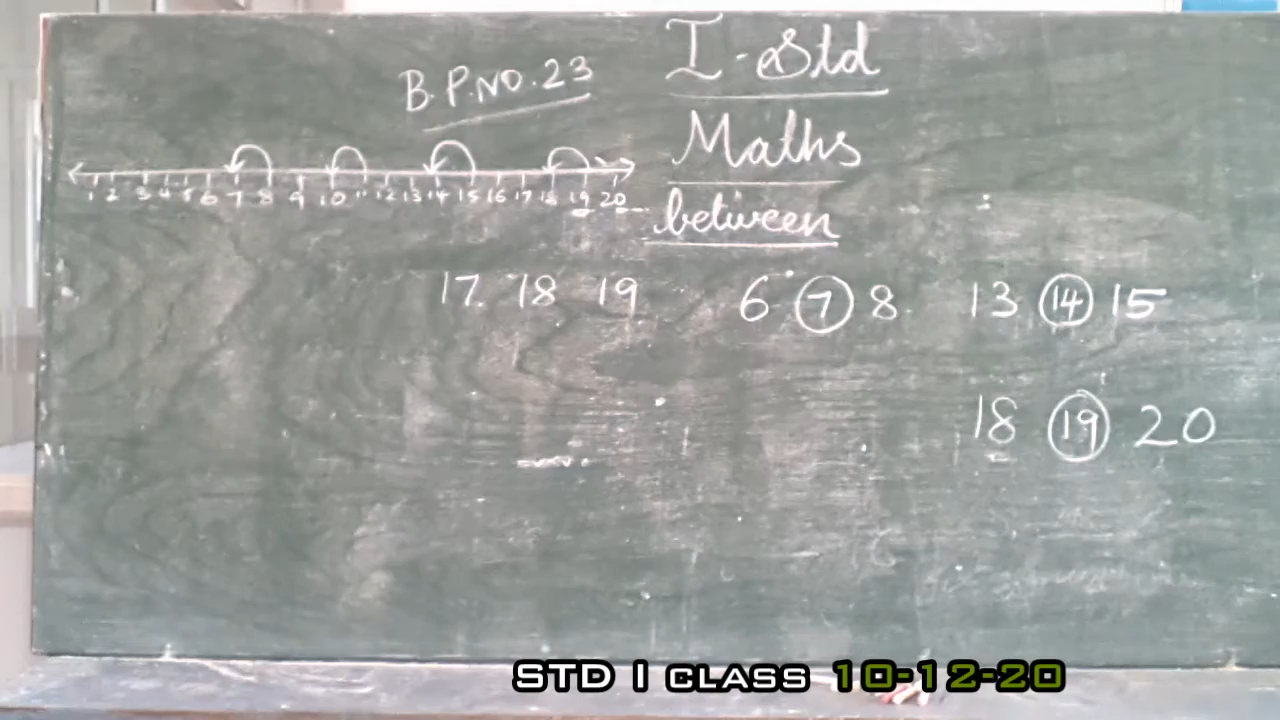 I-Std
B.P.NO.23
Maths
1 2 3 4 5 6 7 8 9 10 11 12 13 14 15 16 17 18 19 20
between
17. 18 19 6 7 8 13 14 15
18 19 20
STD I CLASS 10-12-20